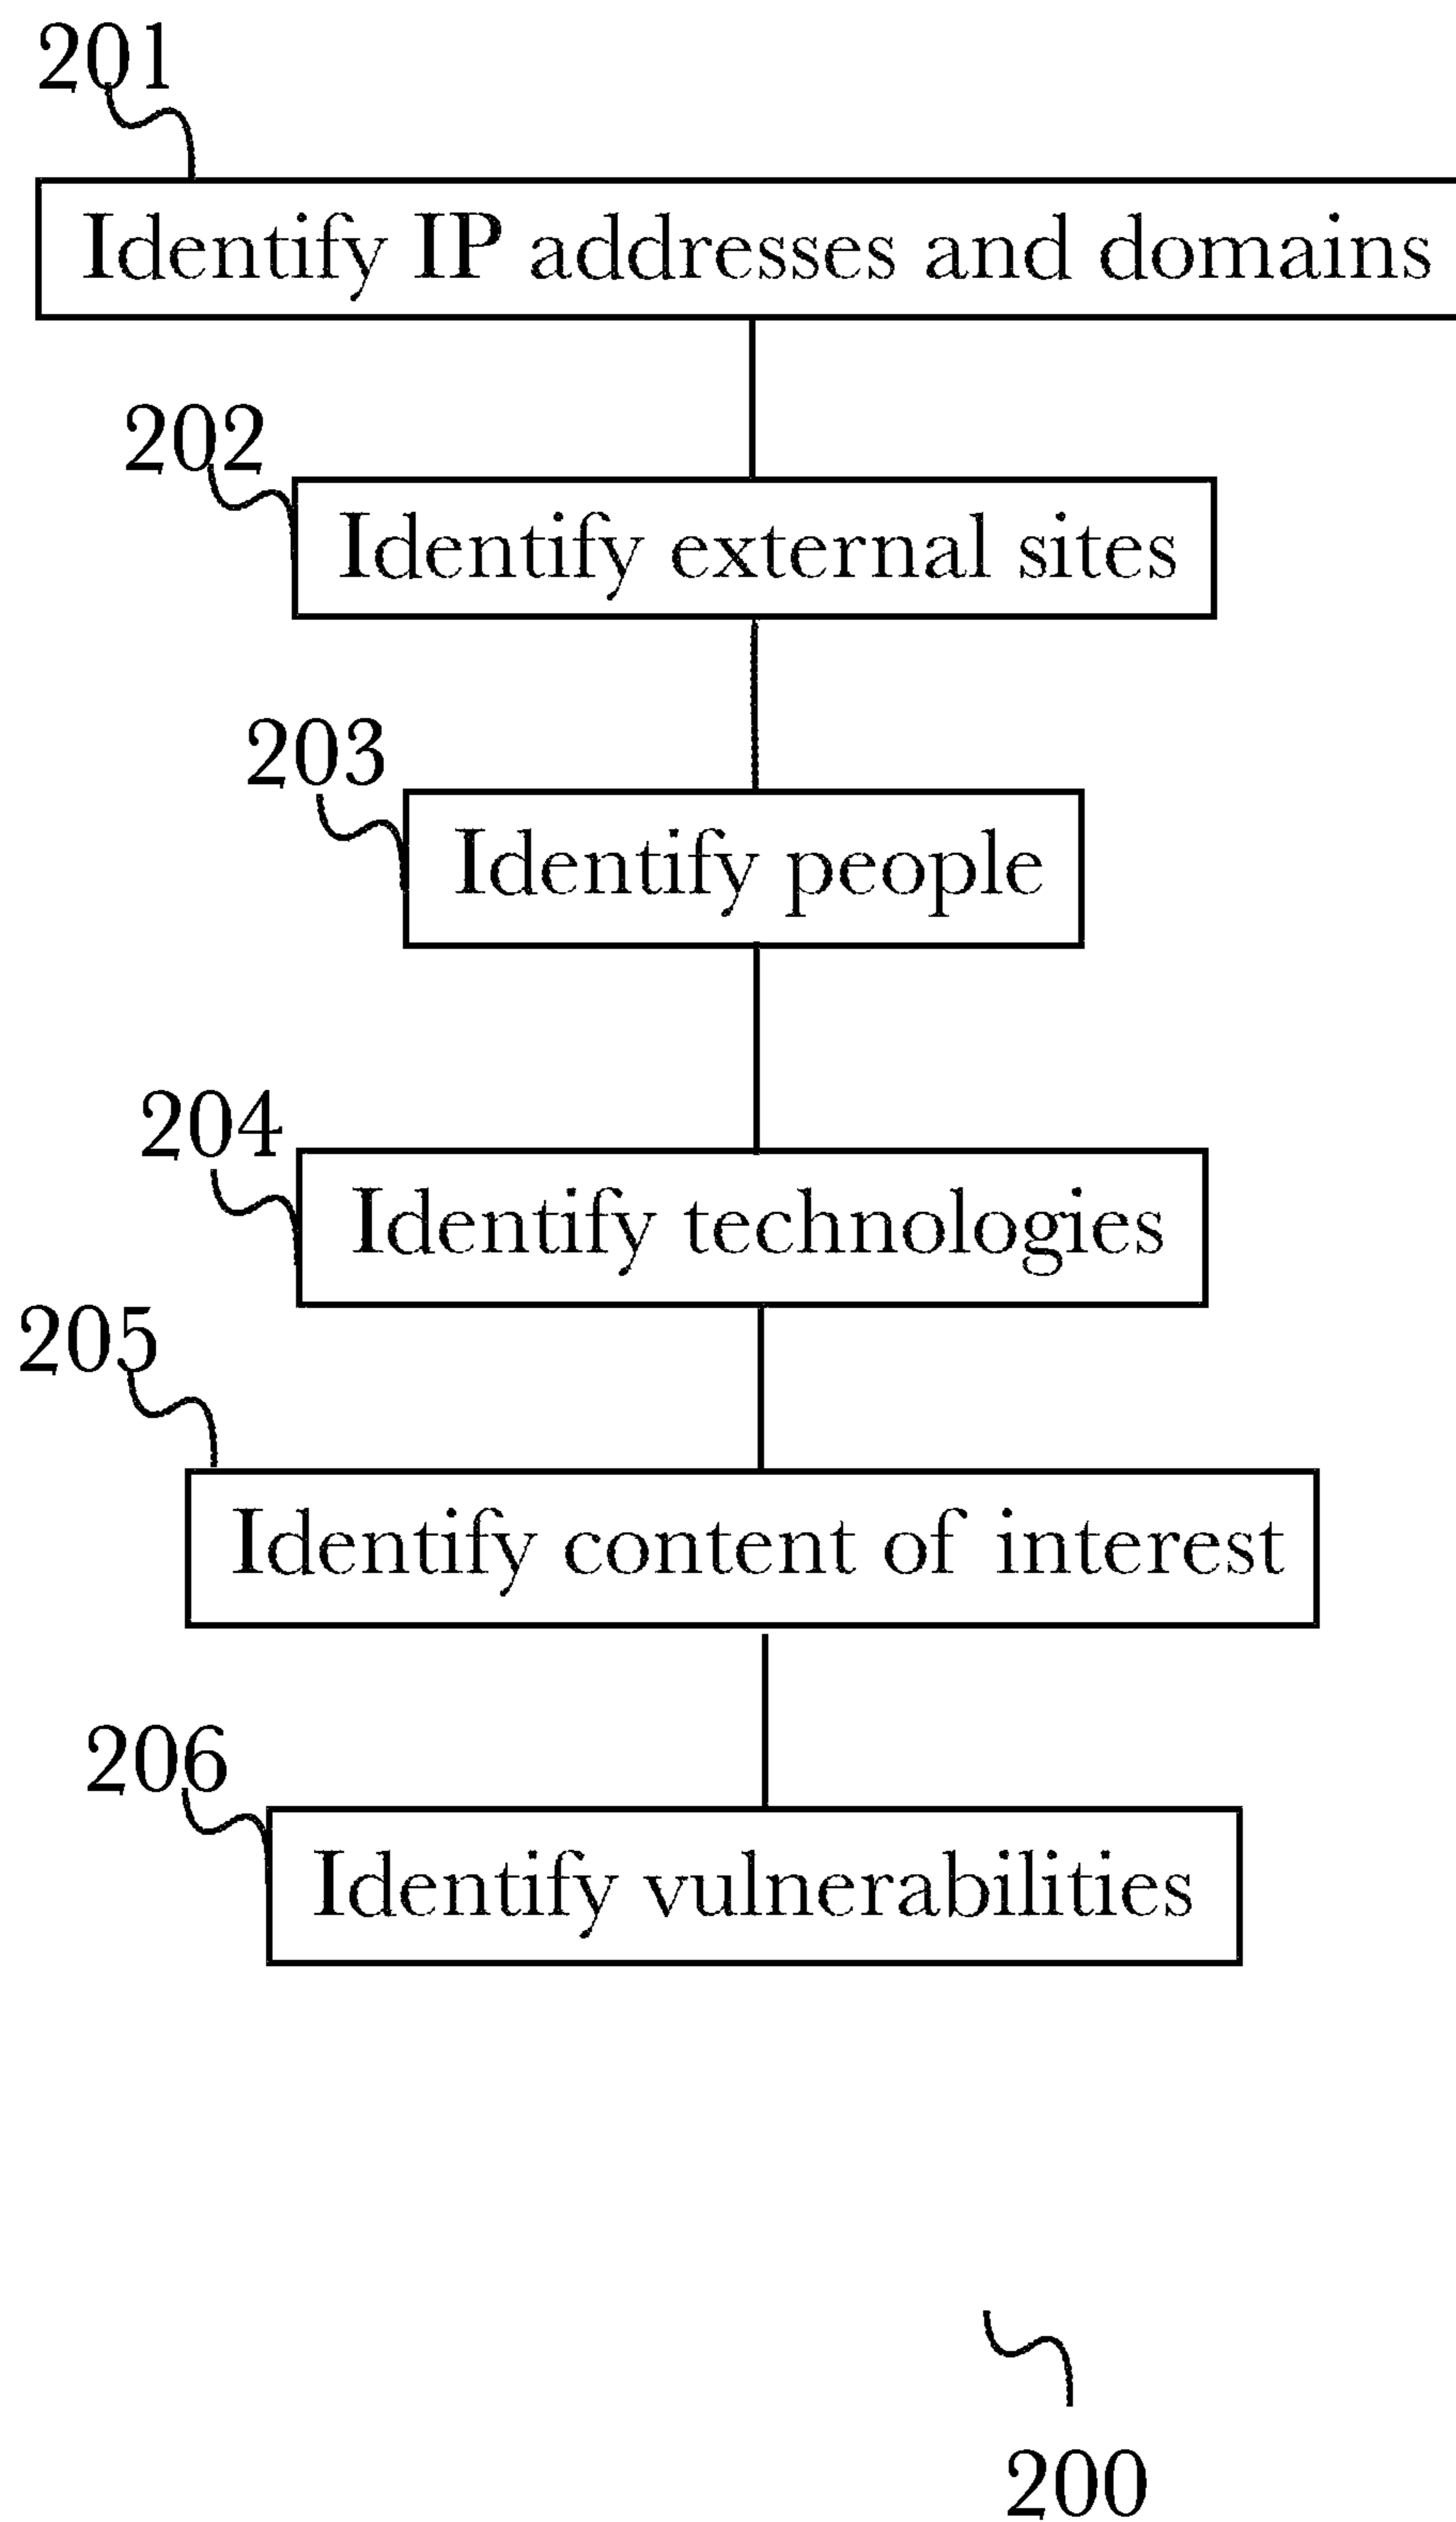 201
Identify IP addresses and domains
202
Identify external sites
203
Identify people
204
Identify technologies
205
Identify content of interest
206
Identify vulnerabilities
200